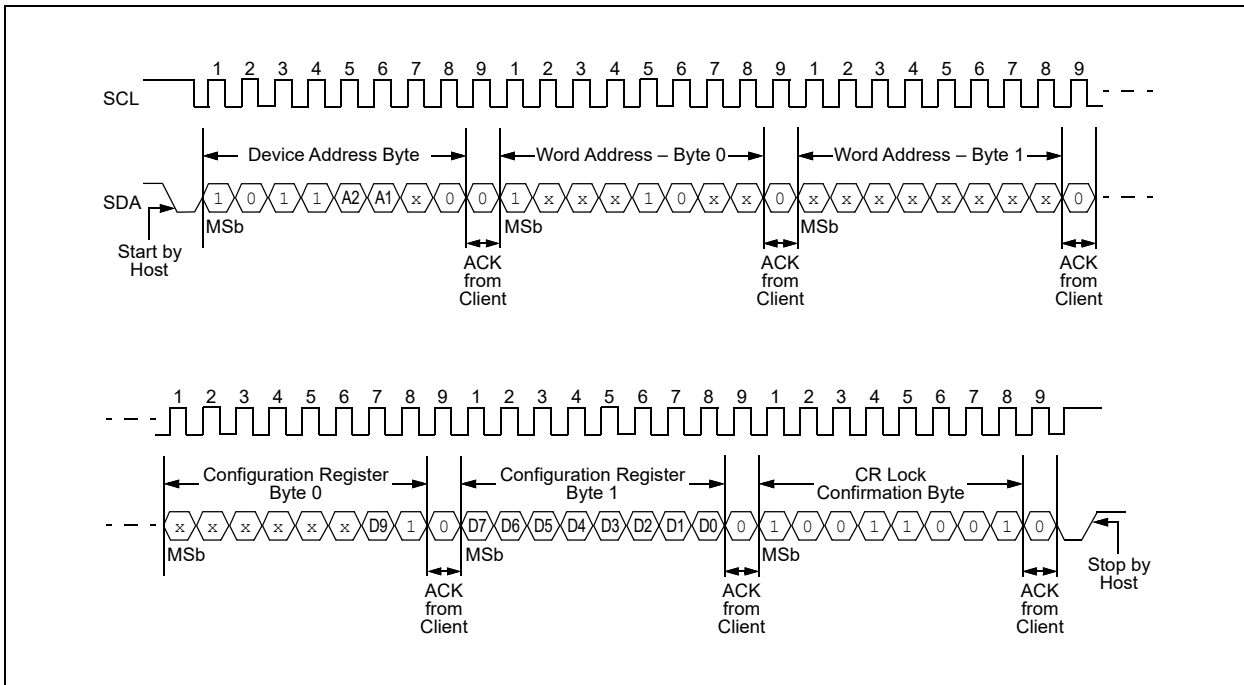 1 2 3 4 5 6 7 8 9 1 2 3 4 5 6 7 8 9 1 2 3 4 5 6 7 8 9
SCL
Device Address Byte Word Address – Byte 0 Word Address – Byte 1
SDA 1 0 1 1 A2 A1 x 0 0 1 x x x 1 0 x x 0 x x x x x x x x 0
MSb MSb MSb
Start by
Host
ACK
from
Client
ACK
from
Client
ACK
from
Client
1 2 3 4 5 6 7 8 9 1 2 3 4 5 6 7 8 9 1 2 3 4 5 6 7 8 9
Configuration Register
Byte 0
Configuration Register
Byte 1
CR Lock
Confirmation Byte
x x x x x x D9 1 0 D7 D6 D5 D4 D3 D2 D1 D0 0 1 0 0 1 1 0 0 1 0
MSb MSb MSb
Stop by
Host
ACK
from
Client
ACK
from
Client
ACK
from
Client